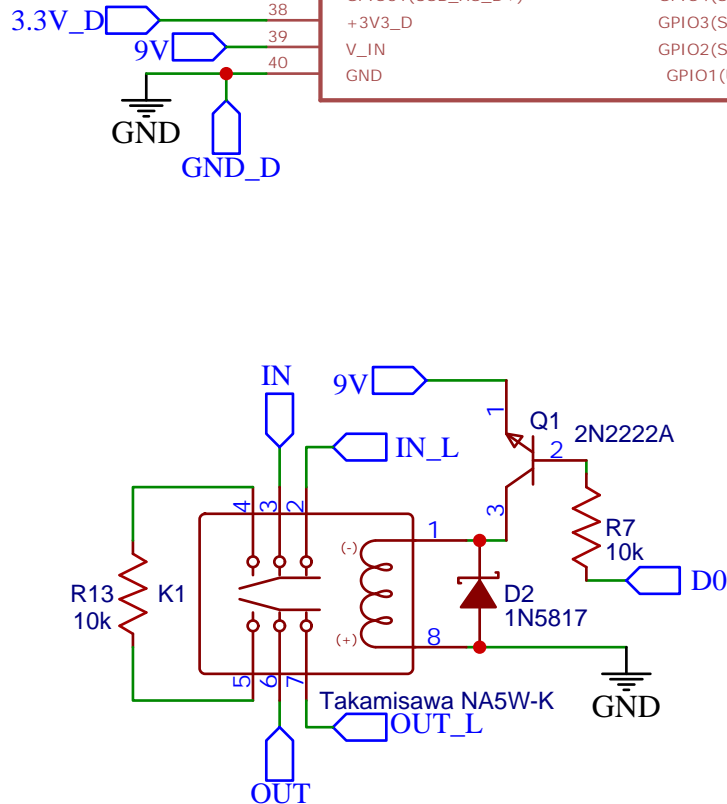 3.3V_D
38
+3V3_D
GPIO3(S
9V
39
V_IN
GPIO2(S
40
GND
GPIO1(
GND
GND_D
IN
9V
1
Q1
2N2222A
2
IN_L
3
4
3
2
1
R7
10k
(-)
D0
R13
10k
K1
D2
1N5817
(+)
8
5
6
7
Takamisawa NA5W-K
GND
OUT_L
OUT